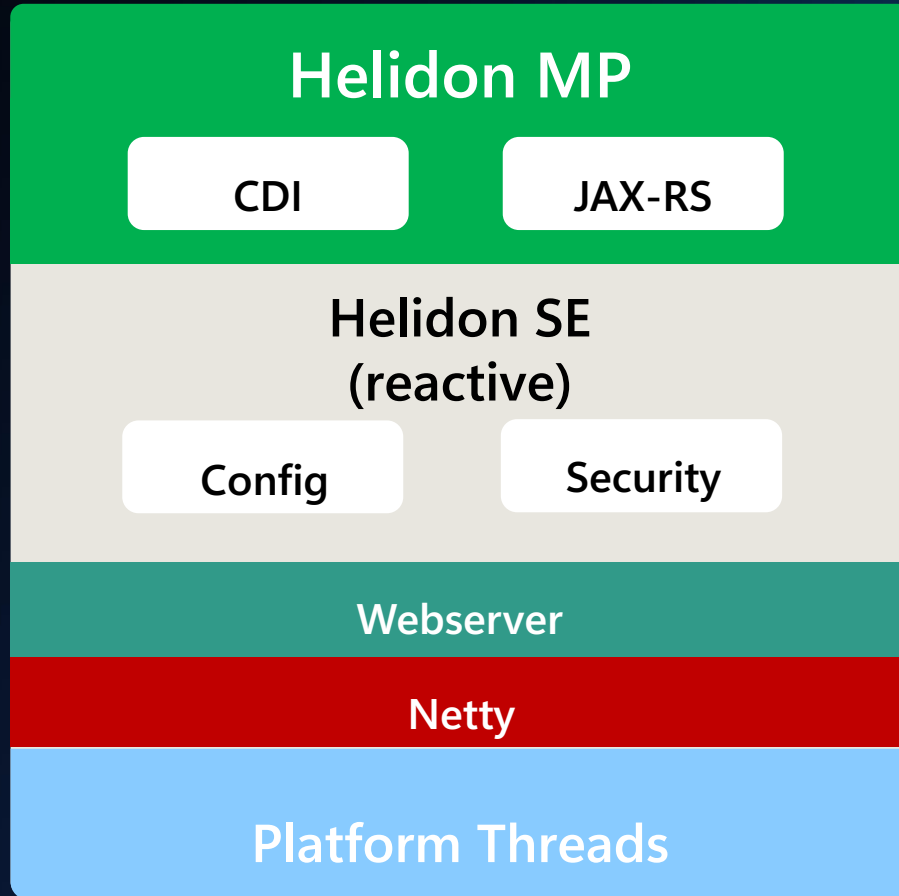 Helidon MP
CDI
JAX-RS
Helidon SE
(reactive)
Config
Security
Webserver
Netty
Platform Threads